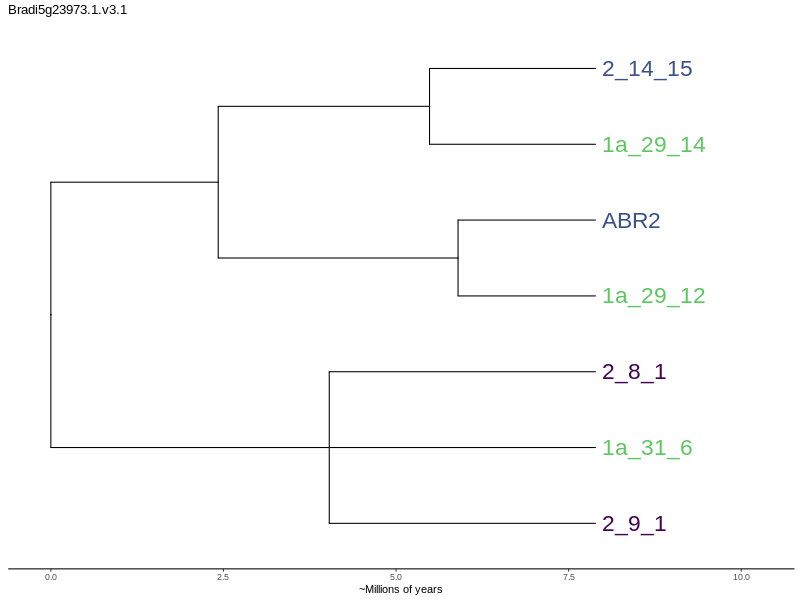 Bradi5g23973.1.v3.1
2_14_15
1a_29_14
ABR2
1a_29_12
2_8_1
1a_31_6
2_9_1
0.0 2.5 5.0 7.5 10.0
~Millions of years